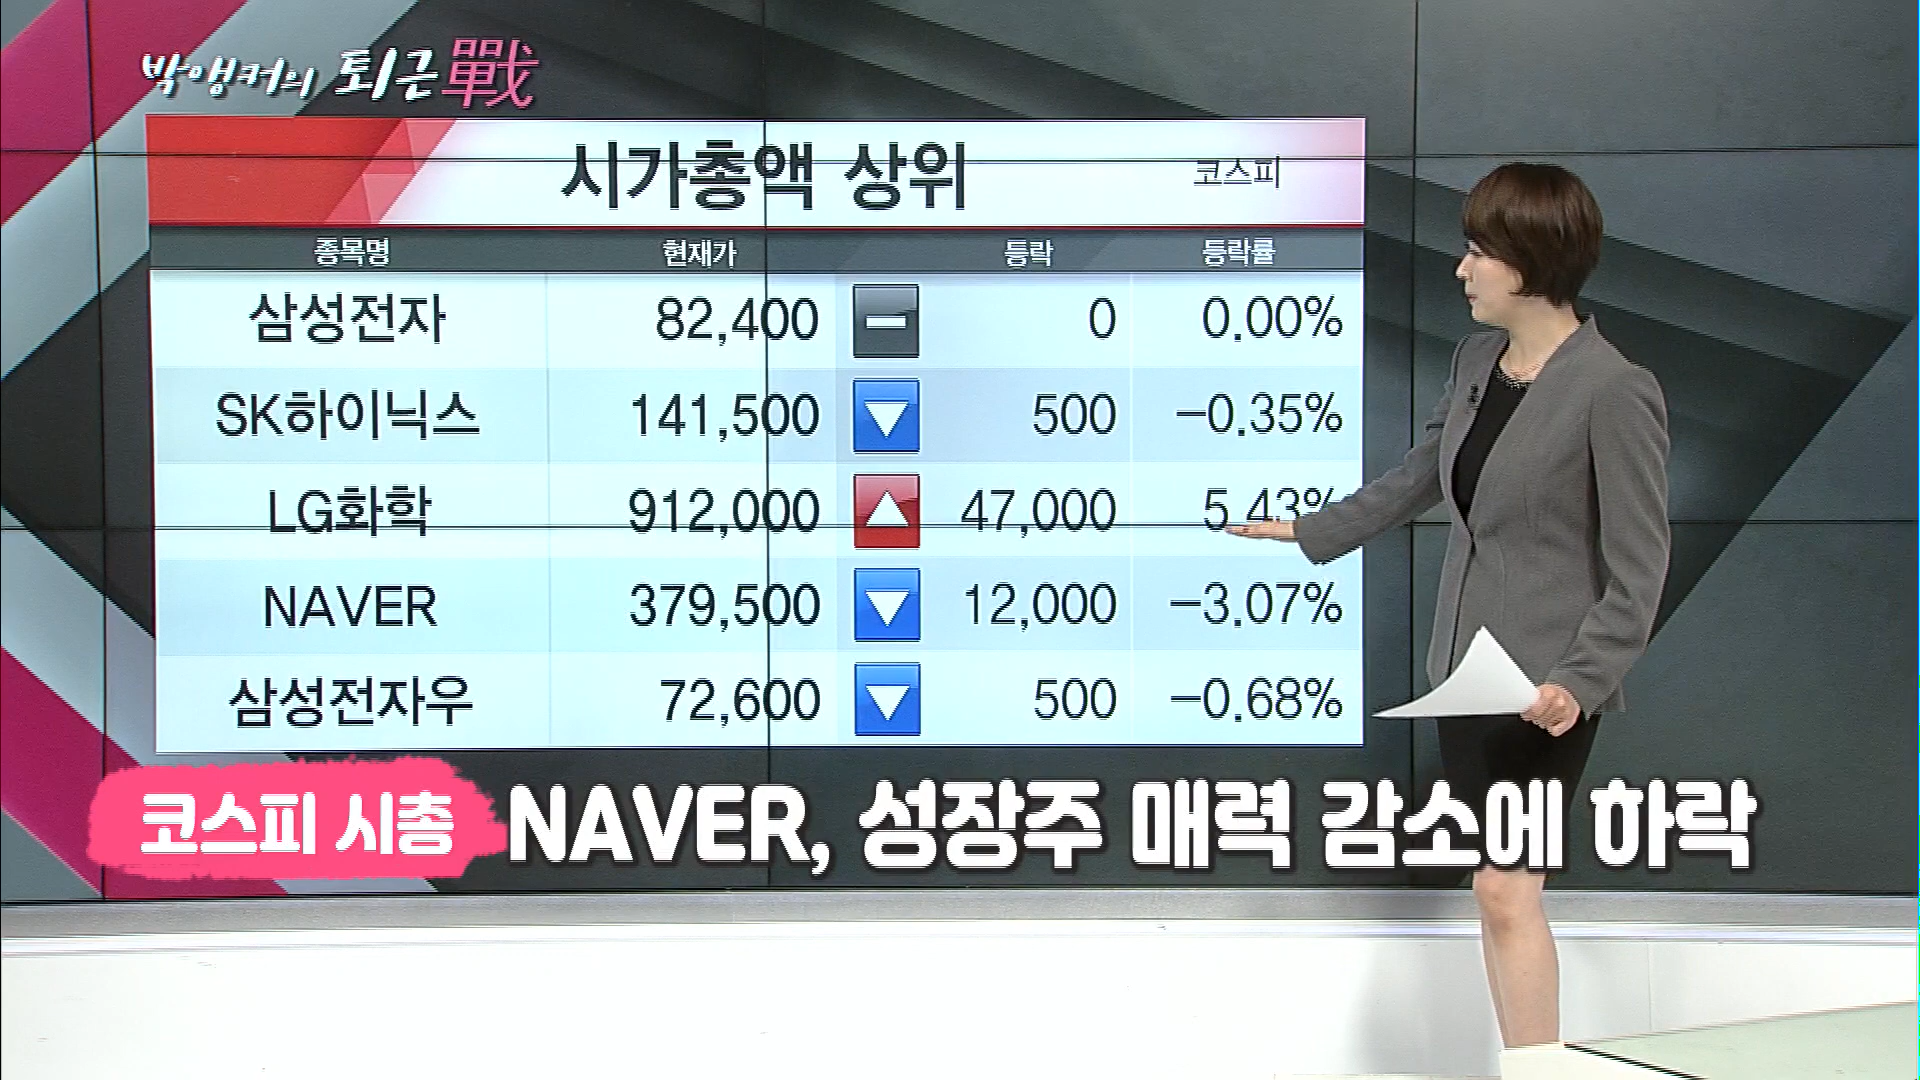 박앵커의 퇴근戰
시가총액 상위 코스피
종목명 현재가 등락 등락률
삼성전자 82,400 0 0.00%
SK하이닉스 141,500 ▼ 500 -0.35%
LG화학 912,000 ▲ 47,000 5.43%
NAVER 379,500 ▼ 12,000 -3.07%
삼성전자우 72,600 ▼ 500 -0.68%
코스피 시총 NAVER, 성장주 매력 감소에 하락